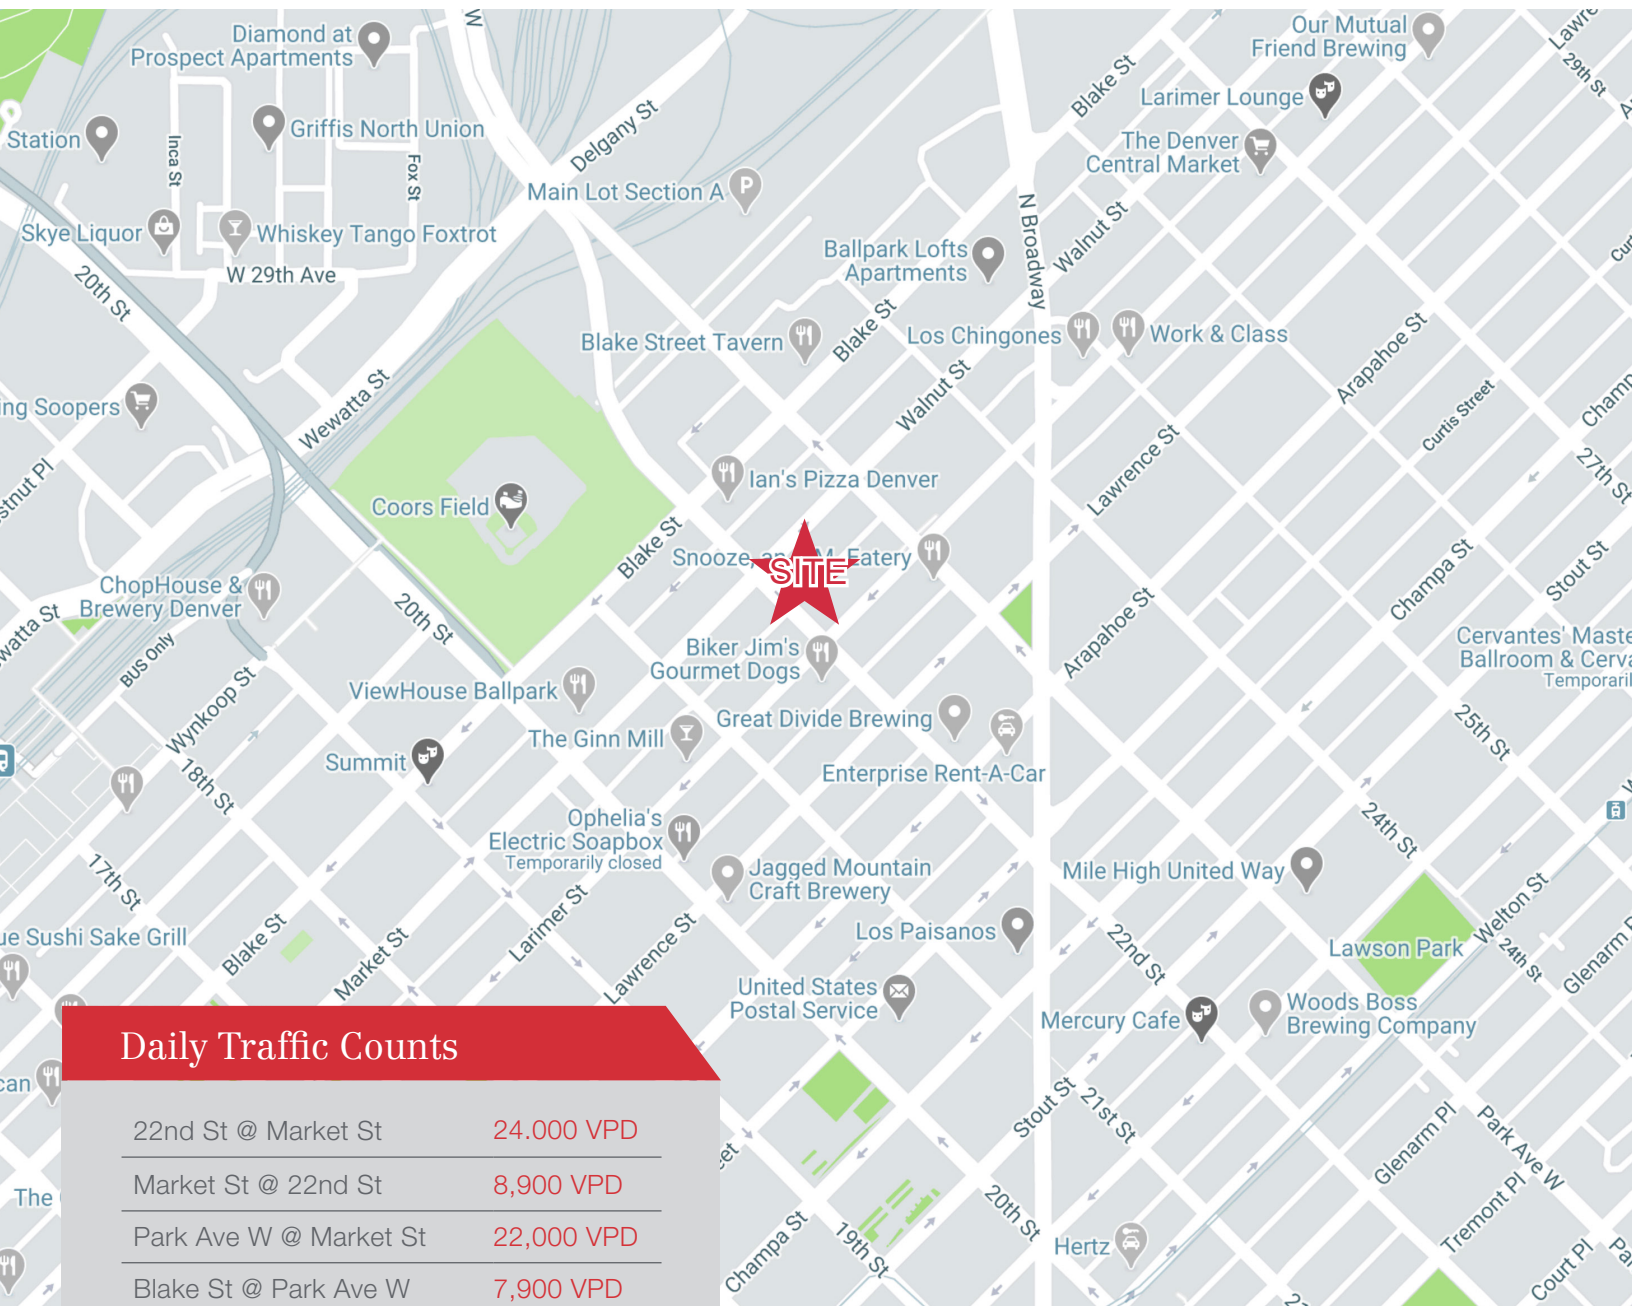 W
Diamond at
Prospect Apartments
Our Mutual
Friend Brewing
29th St
Blake St
Larimer Lounge
Station
Griffis North Union
Inca St
Fox St
Delgany St
The Denver
Central Market
Main Lot Section A
P
N Broadway
Walnut St
Skye Liquor
Whiskey Tango Foxtrot
W 29th Ave
20th St
Ballpark Lofts
Apartments
Blake Street Tavern
Blake St
Los Chingones
Work & Class
Arapahoe St
Curtis Street
Walnut St
Wewatta St
Lawrence St
27th St
Ian's Pizza Denver
Coors Field
Blake St
Snooze, an A.M. Eatery
SITE
Champa St
Stout St
ChopHouse &
Brewery Denver
20th St
BUS Only
Arapahoe St
Biker Jim's
Gourmet Dogs
ViewHouse Ballpark
Wynkoop St
Great Divide Brewing
25th St
The Ginn Mill
Summit
Enterprise Rent-A-Car
18th St
Ophelia's
Electric Soapbox
Temporarily closed
24th St
17th St
Jagged Mountain
Craft Brewery
Mile High United Way
Welton St
Blake St
Market St
Larimer St
Lawrence St
Los Paisanos
22nd St
Lawson Park
24th St
United States
Postal Service
Mercury Cafe
Woods Boss
Brewing Company
Stout St
21st St
Glenarm Pl
Park Ave W
20th St
Tremont Pl
Champa St
19th St
Hertz
Court Pl
The
Daily Traffic Counts
22nd St @ Market St 24.000 VPD
Market St @ 22nd St 8,900 VPD
Park Ave W @ Market St 22,000 VPD
Blake St @ Park Ave W 7,900 VPD